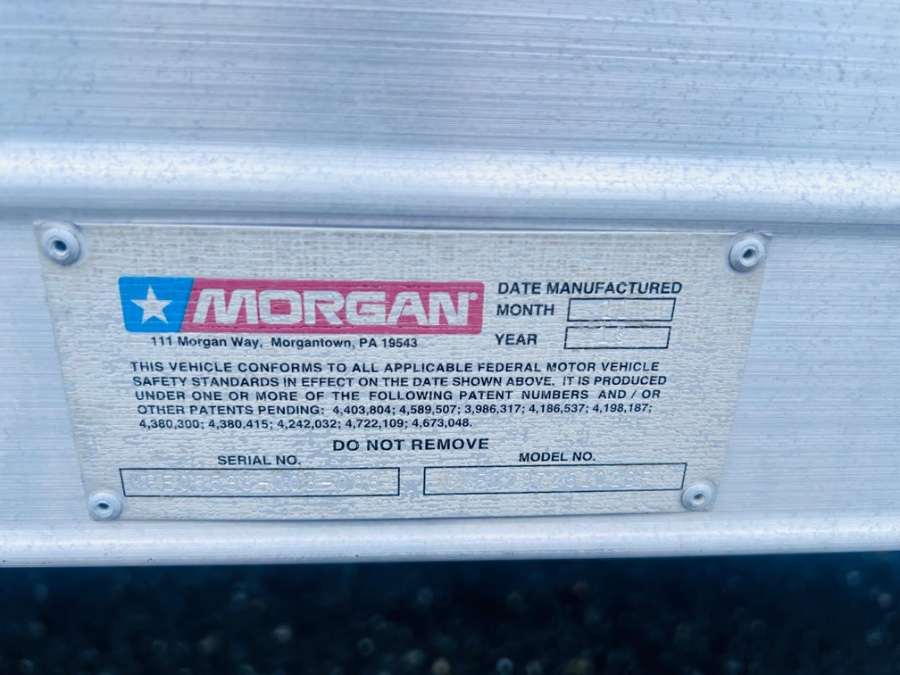 MORGAN
111 Morgan Way, Morgantown, PA 19543
DATE MANUFACTURED
MONTH
YEAR
THIS VEHICLE CONFORMS TO ALL APPLICABLE FEDERAL MOTOR VEHICLE
SAFETY STANDARDS IN EFFECT ON THE DATE SHOWN ABOVE. IT IS PRODUCED
UNDER ONE OR MORE OF THE FOLLOWING PATENT NUMBERS AND / OR
OTHER PATENTS PENDING: 4,403,804; 4,589,507; 3,986,317; 4,186,537; 4,198,187;
4,380,300; 4,380,415; 4,242,032; 4,722,109; 4,673,048.
DO NOT REMOVE
SERIAL NO.
MODEL NO.